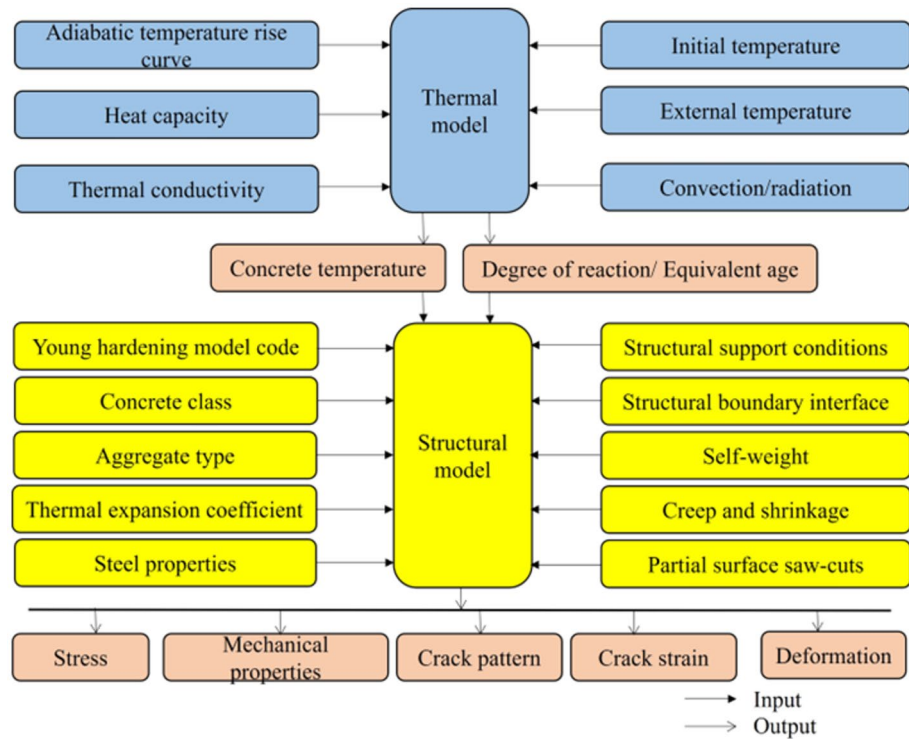 Adiabatic temperature rise
curve
Initial temperature
Thermal
model
Heat capacity
External temperature
Thermal conductivity
Convection/radiation
Concrete temperature
Degree of reaction/ Equivalent age
Young hardening model code
Structural support conditions
Concrete class
Structural boundary interface
Structural
model
Aggregate type
Self-weight
Thermal expansion coefficient
Creep and shrinkage
Steel properties
Partial surface saw-cuts
Stress
Mechanical
properties
Crack pattern
Crack strain
Deformation
Input
Output